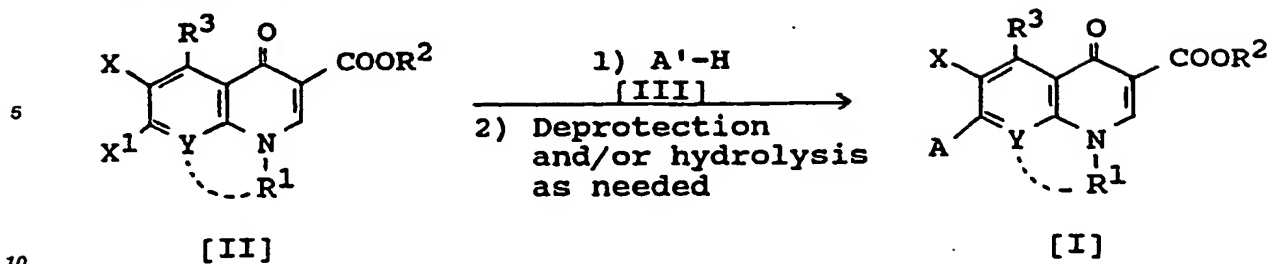 R³ O
X COOR² 1) A'-H R³ O
[III] X COOR²
5
X¹ Y N 2) Deprotection
and/or hydrolysis A Y N
R¹ as needed R¹
[II] [I]
10